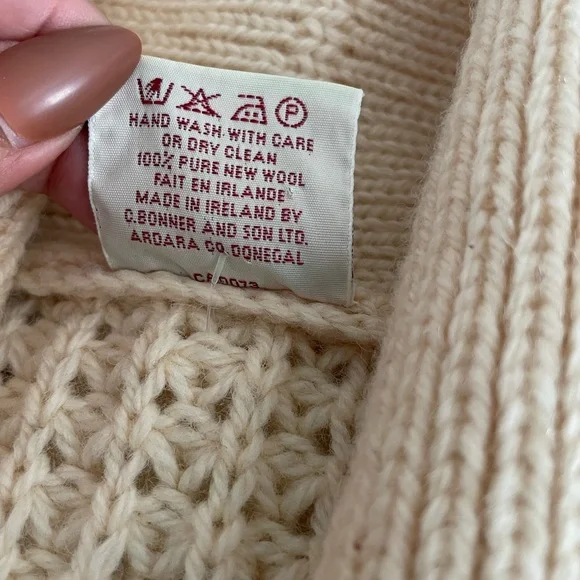 P
HAND WASH WITH CARE
OR DRY CLEAN
100% PURE NEW WOOL
FAIT EN IRLANDE
MADE IN IRELAND BY
C.BONNER AND SON LTD.
ARDARA CO. DONEGAL